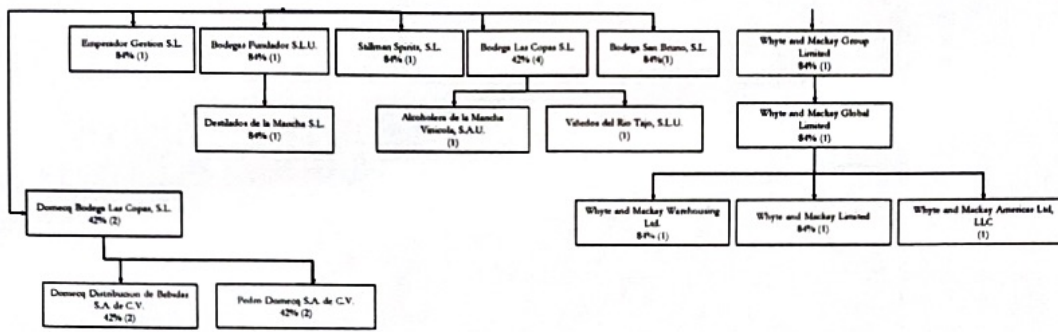 Emperador Gestion S.L.
84% (1)
Bodegas Fundador S.L.U.
84% (1)
Stillman Spirits, S.L.
84% (1)
Bodega Las Copas S.L.
42% (4)
Bodega San Bruno, S.L.
84%(1)
Whyte and Mackay Group
Limited
84% (1)
Destilados de la Mancha S.L.
84% (1)
Alcoholera de la Mancha
Vinicola, S.A.U.
(1)
Viñedos del Rio Tajo, S.L.U.
(1)
Whyte and Mackay Global
Limited
84% (1)
Domecq Bodega Las Copas, S.L.
42% (2)
Whyte and Mackay Warehousing
Ltd.
84% (1)
Whyte and Mackay Limited
84% (1)
Whyte and Mackay Americas Ltd,
LLC
(1)
Domecq Distribucion de Bebidas
S.A. de C.V.
42% (2)
Pedro Domecq S.A. de C.V.
42% (2)